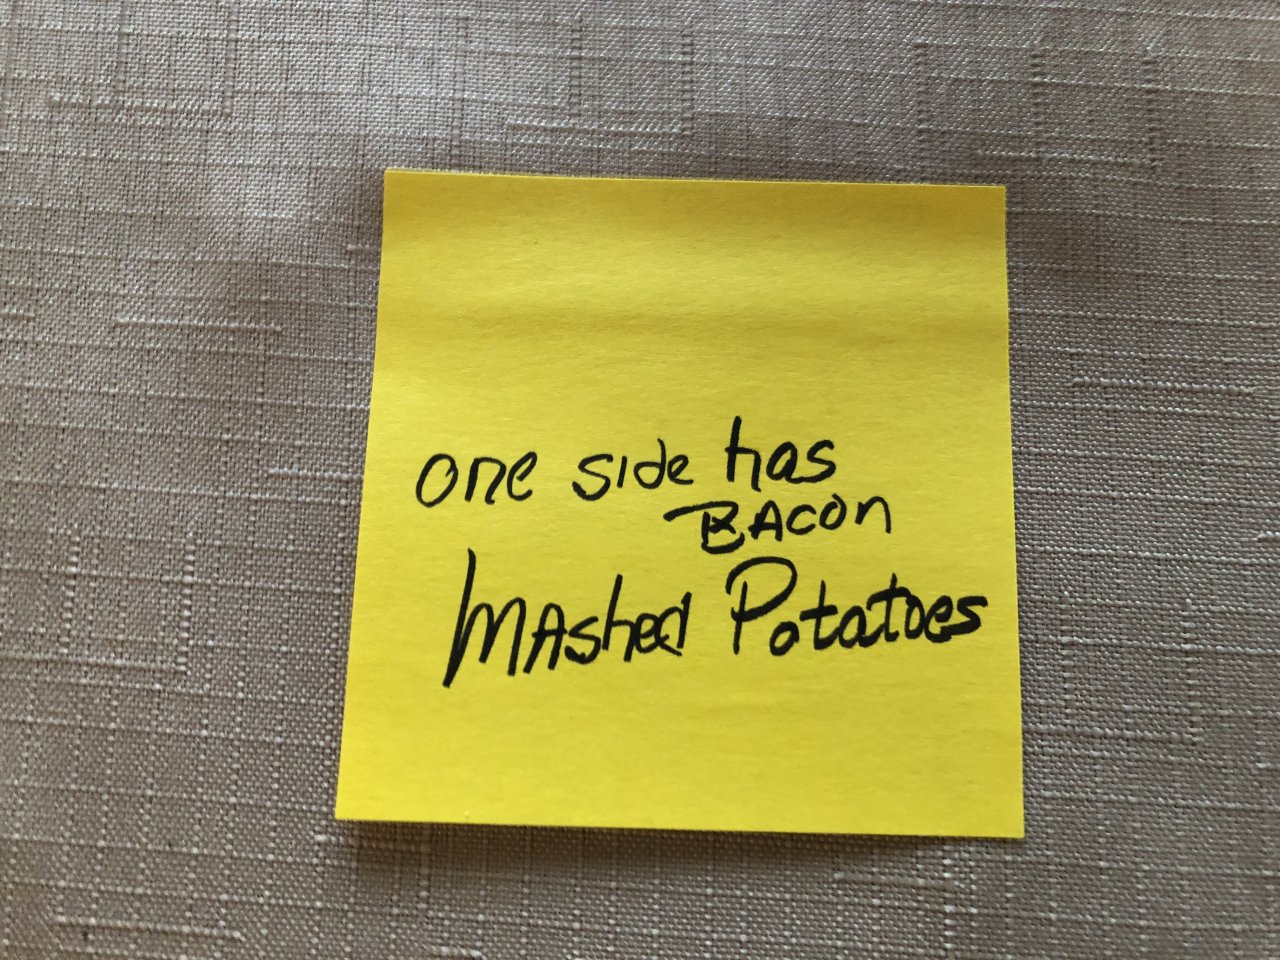 one side has
BACON
MAshed Potatoes